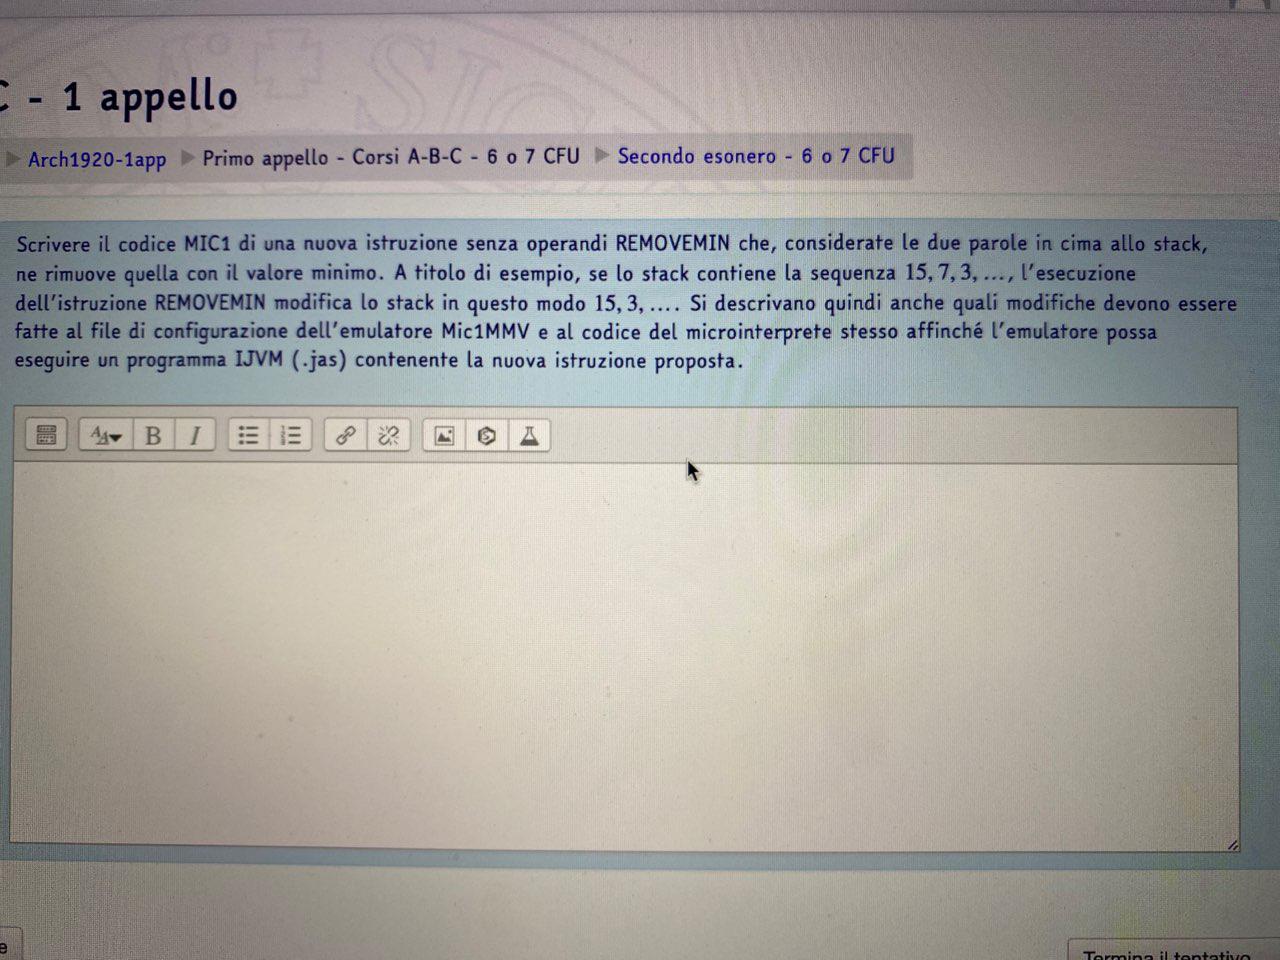 C - 1 appello
Arch1920-1app Primo appello - Corsi A-B-C - 6 o 7 CFU Secondo esonero - 6 o 7 CFU
Scrivere il codice MIC1 di una nuova istruzione senza operandi REMOVEMIN che, considerate le due parole in cima allo stack,
ne rimuove quella con il valore minimo. A titolo di esempio, se lo stack contiene la sequenza 15, 7, 3, ..., l'esecuzione
dell'istruzione REMOVEMIN modifica lo stack in questo modo 15, 3, .... Si descrivano quindi anche quali modifiche devono essere
fatte al file di configurazione dell'emulatore Mic1MMV e al codice del microinterprete stesso affinché l'emulatore possa
eseguire un programma IJVM (.jas) contenente la nuova istruzione proposta.
B I
e
Termina il tentativo